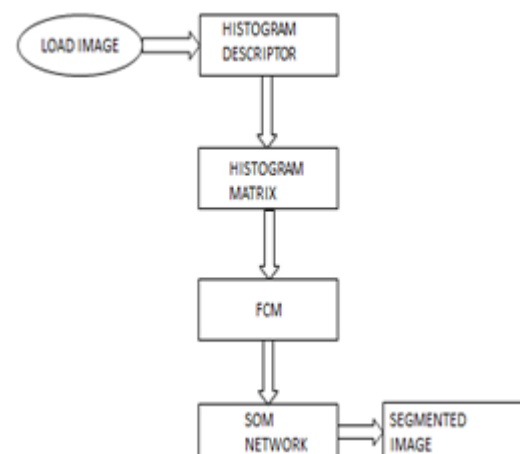 LOAD IMAGE
HISTOGRAM
DESCRIPTOR
HISTOGRAM
MATRIX
FCM
SOM
NETWORK
SEGMENTED
IMAGE